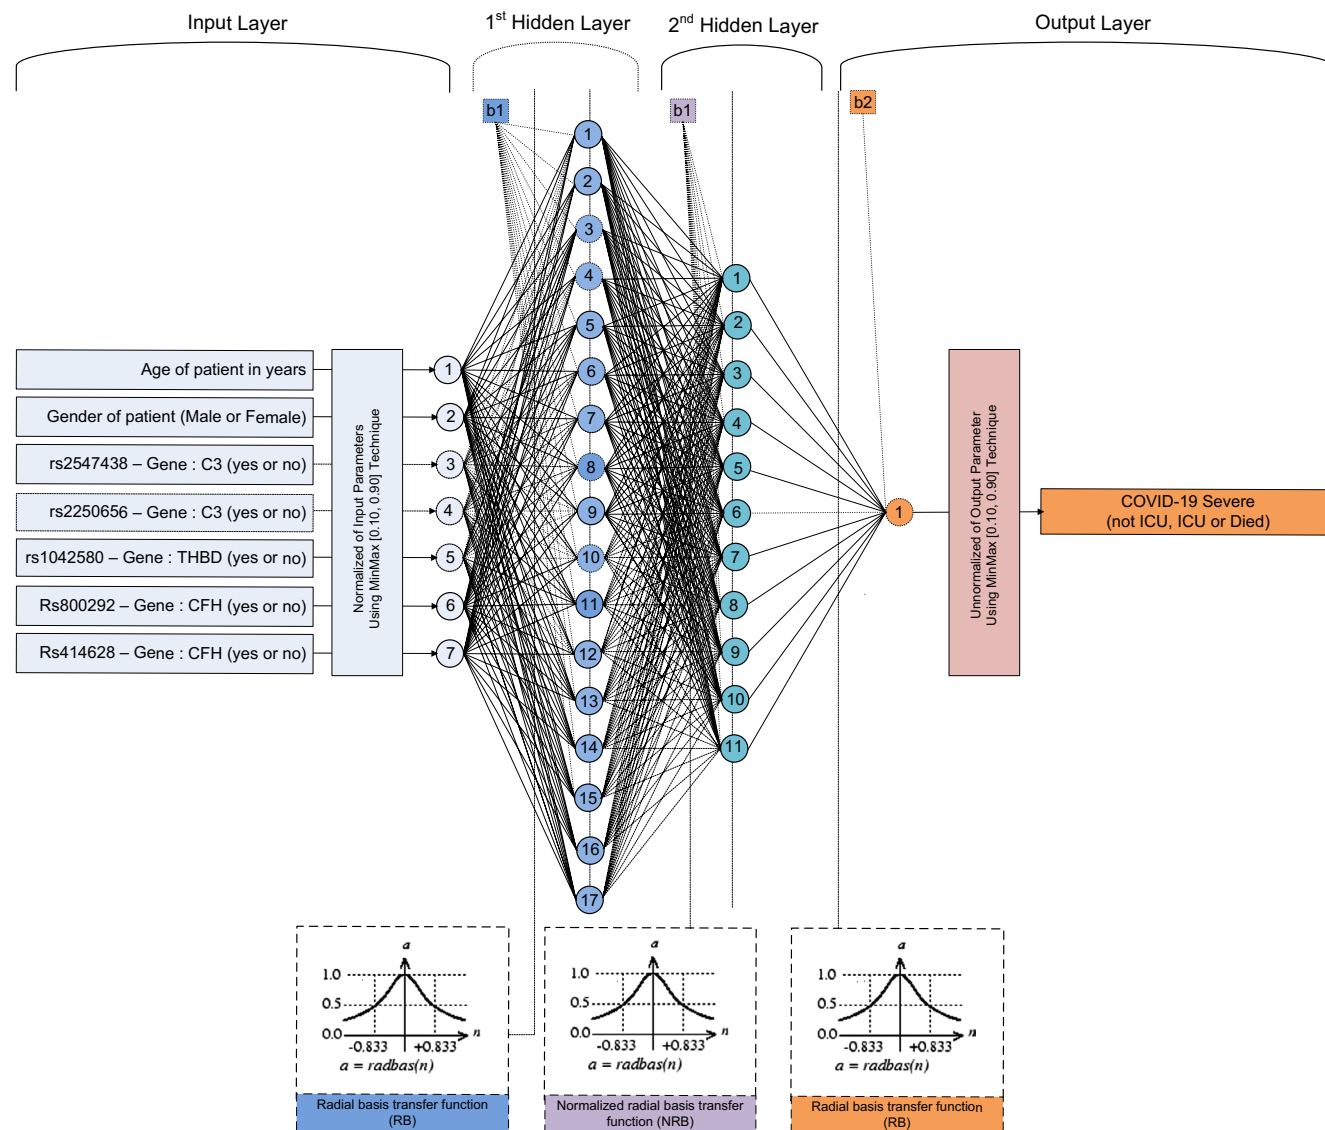 Input Layer
1st Hidden Layer
2nd Hidden Layer
Output Layer
b1
b1
b2
1
2
3
4
5
6
7
8
9
10
11
12
13
14
15
16
17
1
2
3
4
5
6
7
8
9
10
11
Age of patient in years
Gender of patient (Male or Female)
rs2547438 – Gene : C3 (yes or no)
rs2250656 – Gene : C3 (yes or no)
rs1042580 – Gene : THBD (yes or no)
Rs800292 – Gene : CFH (yes or no)
Rs414628 – Gene : CFH (yes or no)
Normalized of Input Parameters
Using MinMax [0.10, 0.90] Technique
1
2
3
4
5
6
7
1
Unnormalized of Output Parameter
Using MinMax [0.10, 0.90] Technique
COVID-19 Severe
(not ICU, ICU or Died)
a
1.0
0.5
0.0
n
-0.833 +0.833
a = radbas(n)
Radial basis transfer function
(RB)
a
1.0
0.5
0.0
n
-0.833 +0.833
a = radbas(n)
Normalized radial basis transfer
function (NRB)
a
1.0
0.5
0.0
n
-0.833 +0.833
a = radbas(n)
Radial basis transfer function
(RB)